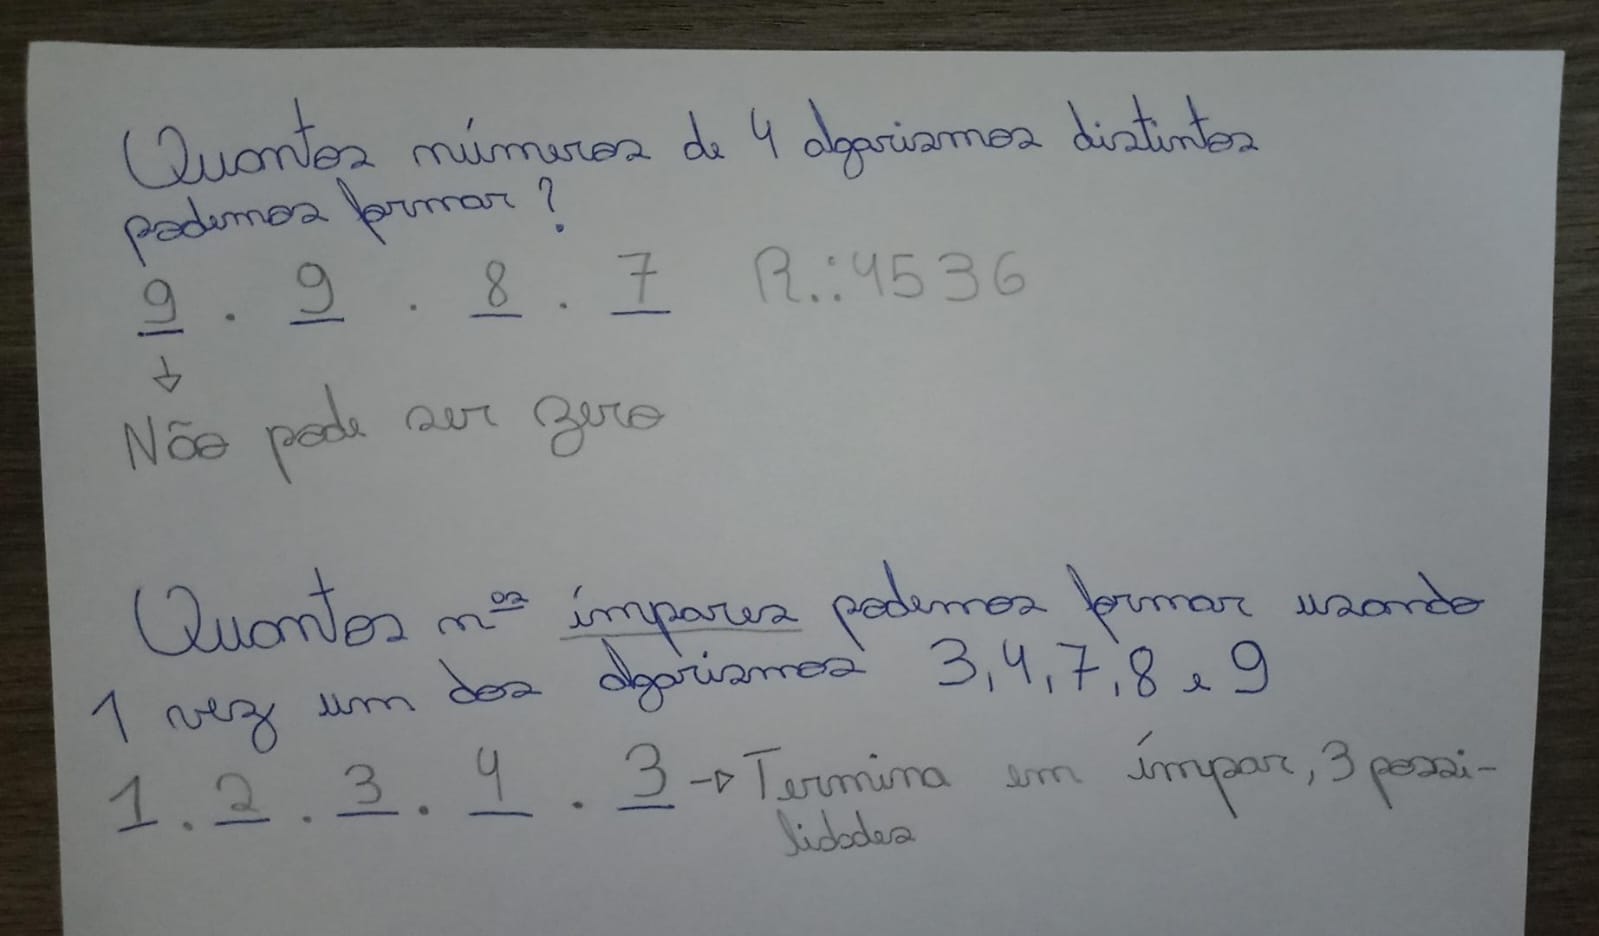 Quantos números de 4 algarismos distintos
podemos formar?
9 . 9 . 8 . 7 R.: 4536
↓
Não pode ser zero
Quantos nos ímpares podemos formar usando
1 vez um dos algarismos 3, 4, 7, 8 e 9
1 . 2 . 3 . 4 . 3 → Termina em ímpar, 3 possi-
lidades